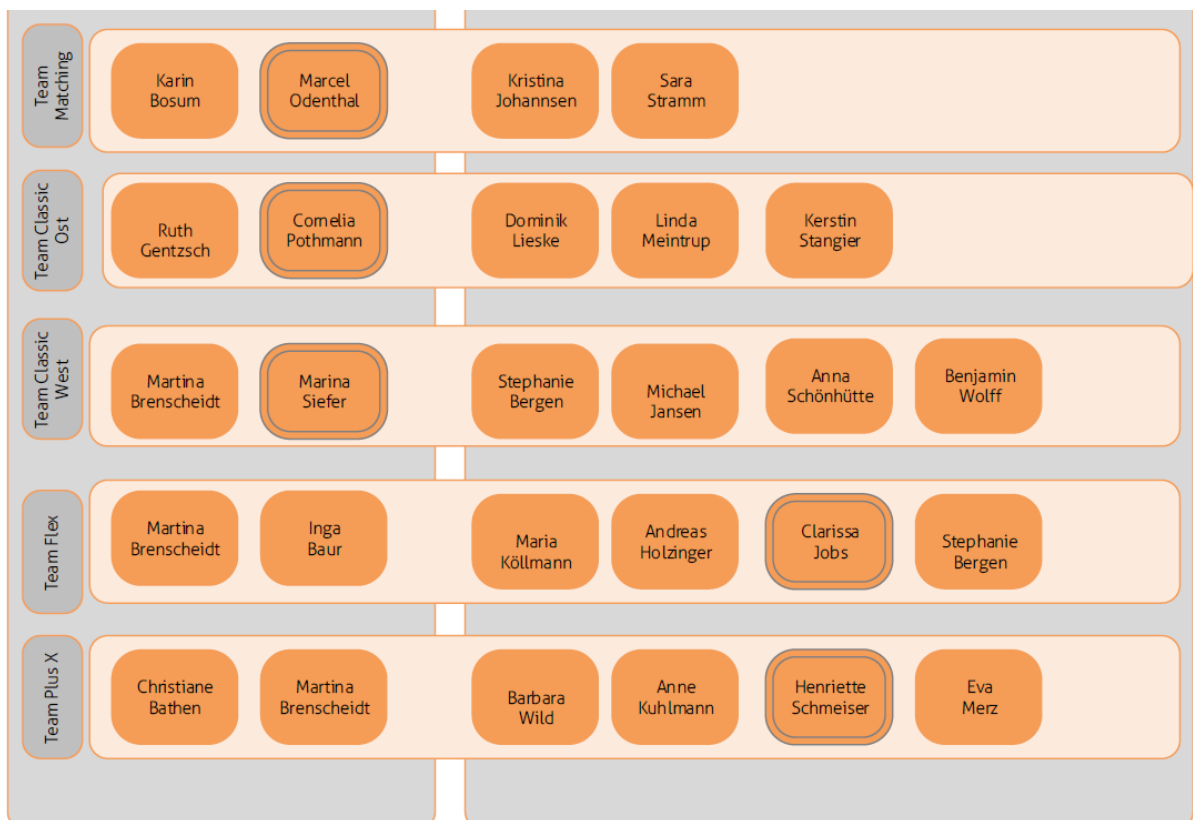 Team
Matching
Karin
Bosum
Marcel
Odenthal
Kristina
Johannsen
Sara
Stramm
Team Classic
Ost
Ruth
Gentzsch
Cornelia
Pothmann
Dominik
Lieske
Linda
Meintrup
Kerstin
Stangier
Team Classic
West
Martina
Brenscheidt
Marina
Siefer
Stephanie
Bergen
Michael
Jansen
Anna
Schönhütte
Benjamin
Wolff
Team Flex
Martina
Brenscheidt
Inga
Baur
Maria
Köllmann
Andreas
Holzinger
Clarissa
Jobs
Stephanie
Bergen
Team Plus X
Christiane
Bathen
Martina
Brenscheidt
Barbara
Wild
Anne
Kuhlmann
Henriette
Schmeiser
Eva
Merz